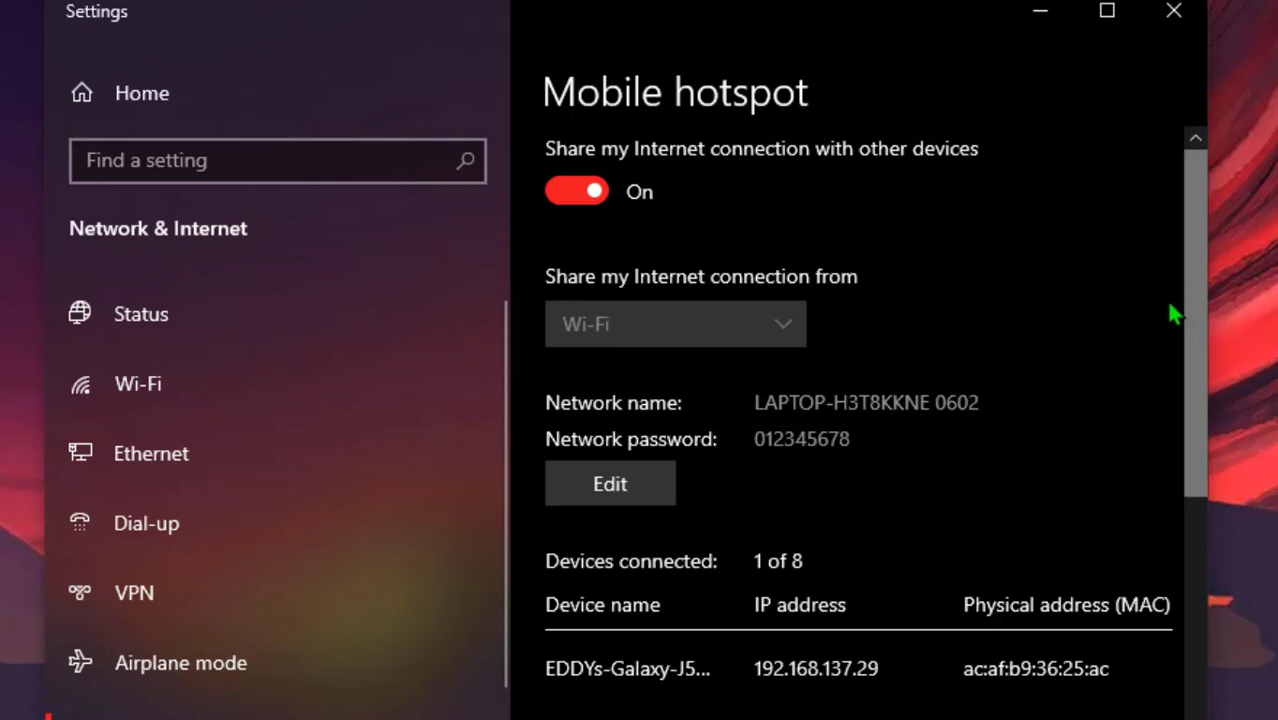 Settings
Home
Find a setting
Network & Internet
Status
Wi-Fi
Ethernet
Dial-up
VPN
Airplane mode
Mobile hotspot
Share my Internet connection with other devices
On
Share my Internet connection from
Wi-Fi
Network name: LAPTOP-H3T8KKNE 0602
Network password: 012345678
Edit
Devices connected: 1 of 8
Device name IP address Physical address (MAC)
EDDYs-Galaxy-J5... 192.168.137.29 ac:af:b9:36:25:ac